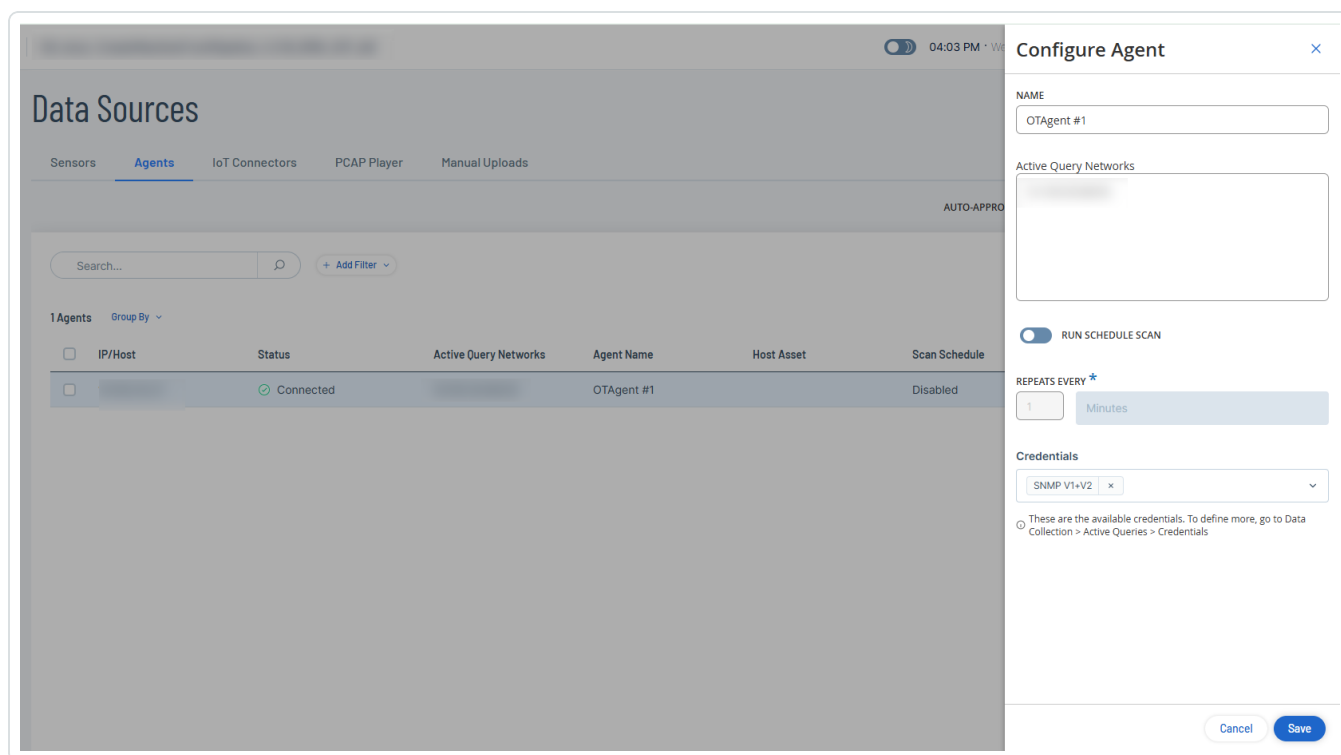 04:03 PM
Data Sources
Sensors Agents IoT Connectors PCAP Player Manual Uploads
AUTO-APPRO
Search...
+ Add Filter
1 Agents Group By
IP/Host Status Active Query Networks Agent Name Host Asset Scan Schedule
Connected OTAgent #1 Disabled
Configure Agent
NAME
OTAgent #1
Active Query Networks
RUN SCHEDULE SCAN
REPEATS EVERY *
1 Minutes
Credentials
SNMP V1+V2 ×
These are the available credentials. To define more, go to Data
Collection > Active Queries > Credentials
Cancel Save